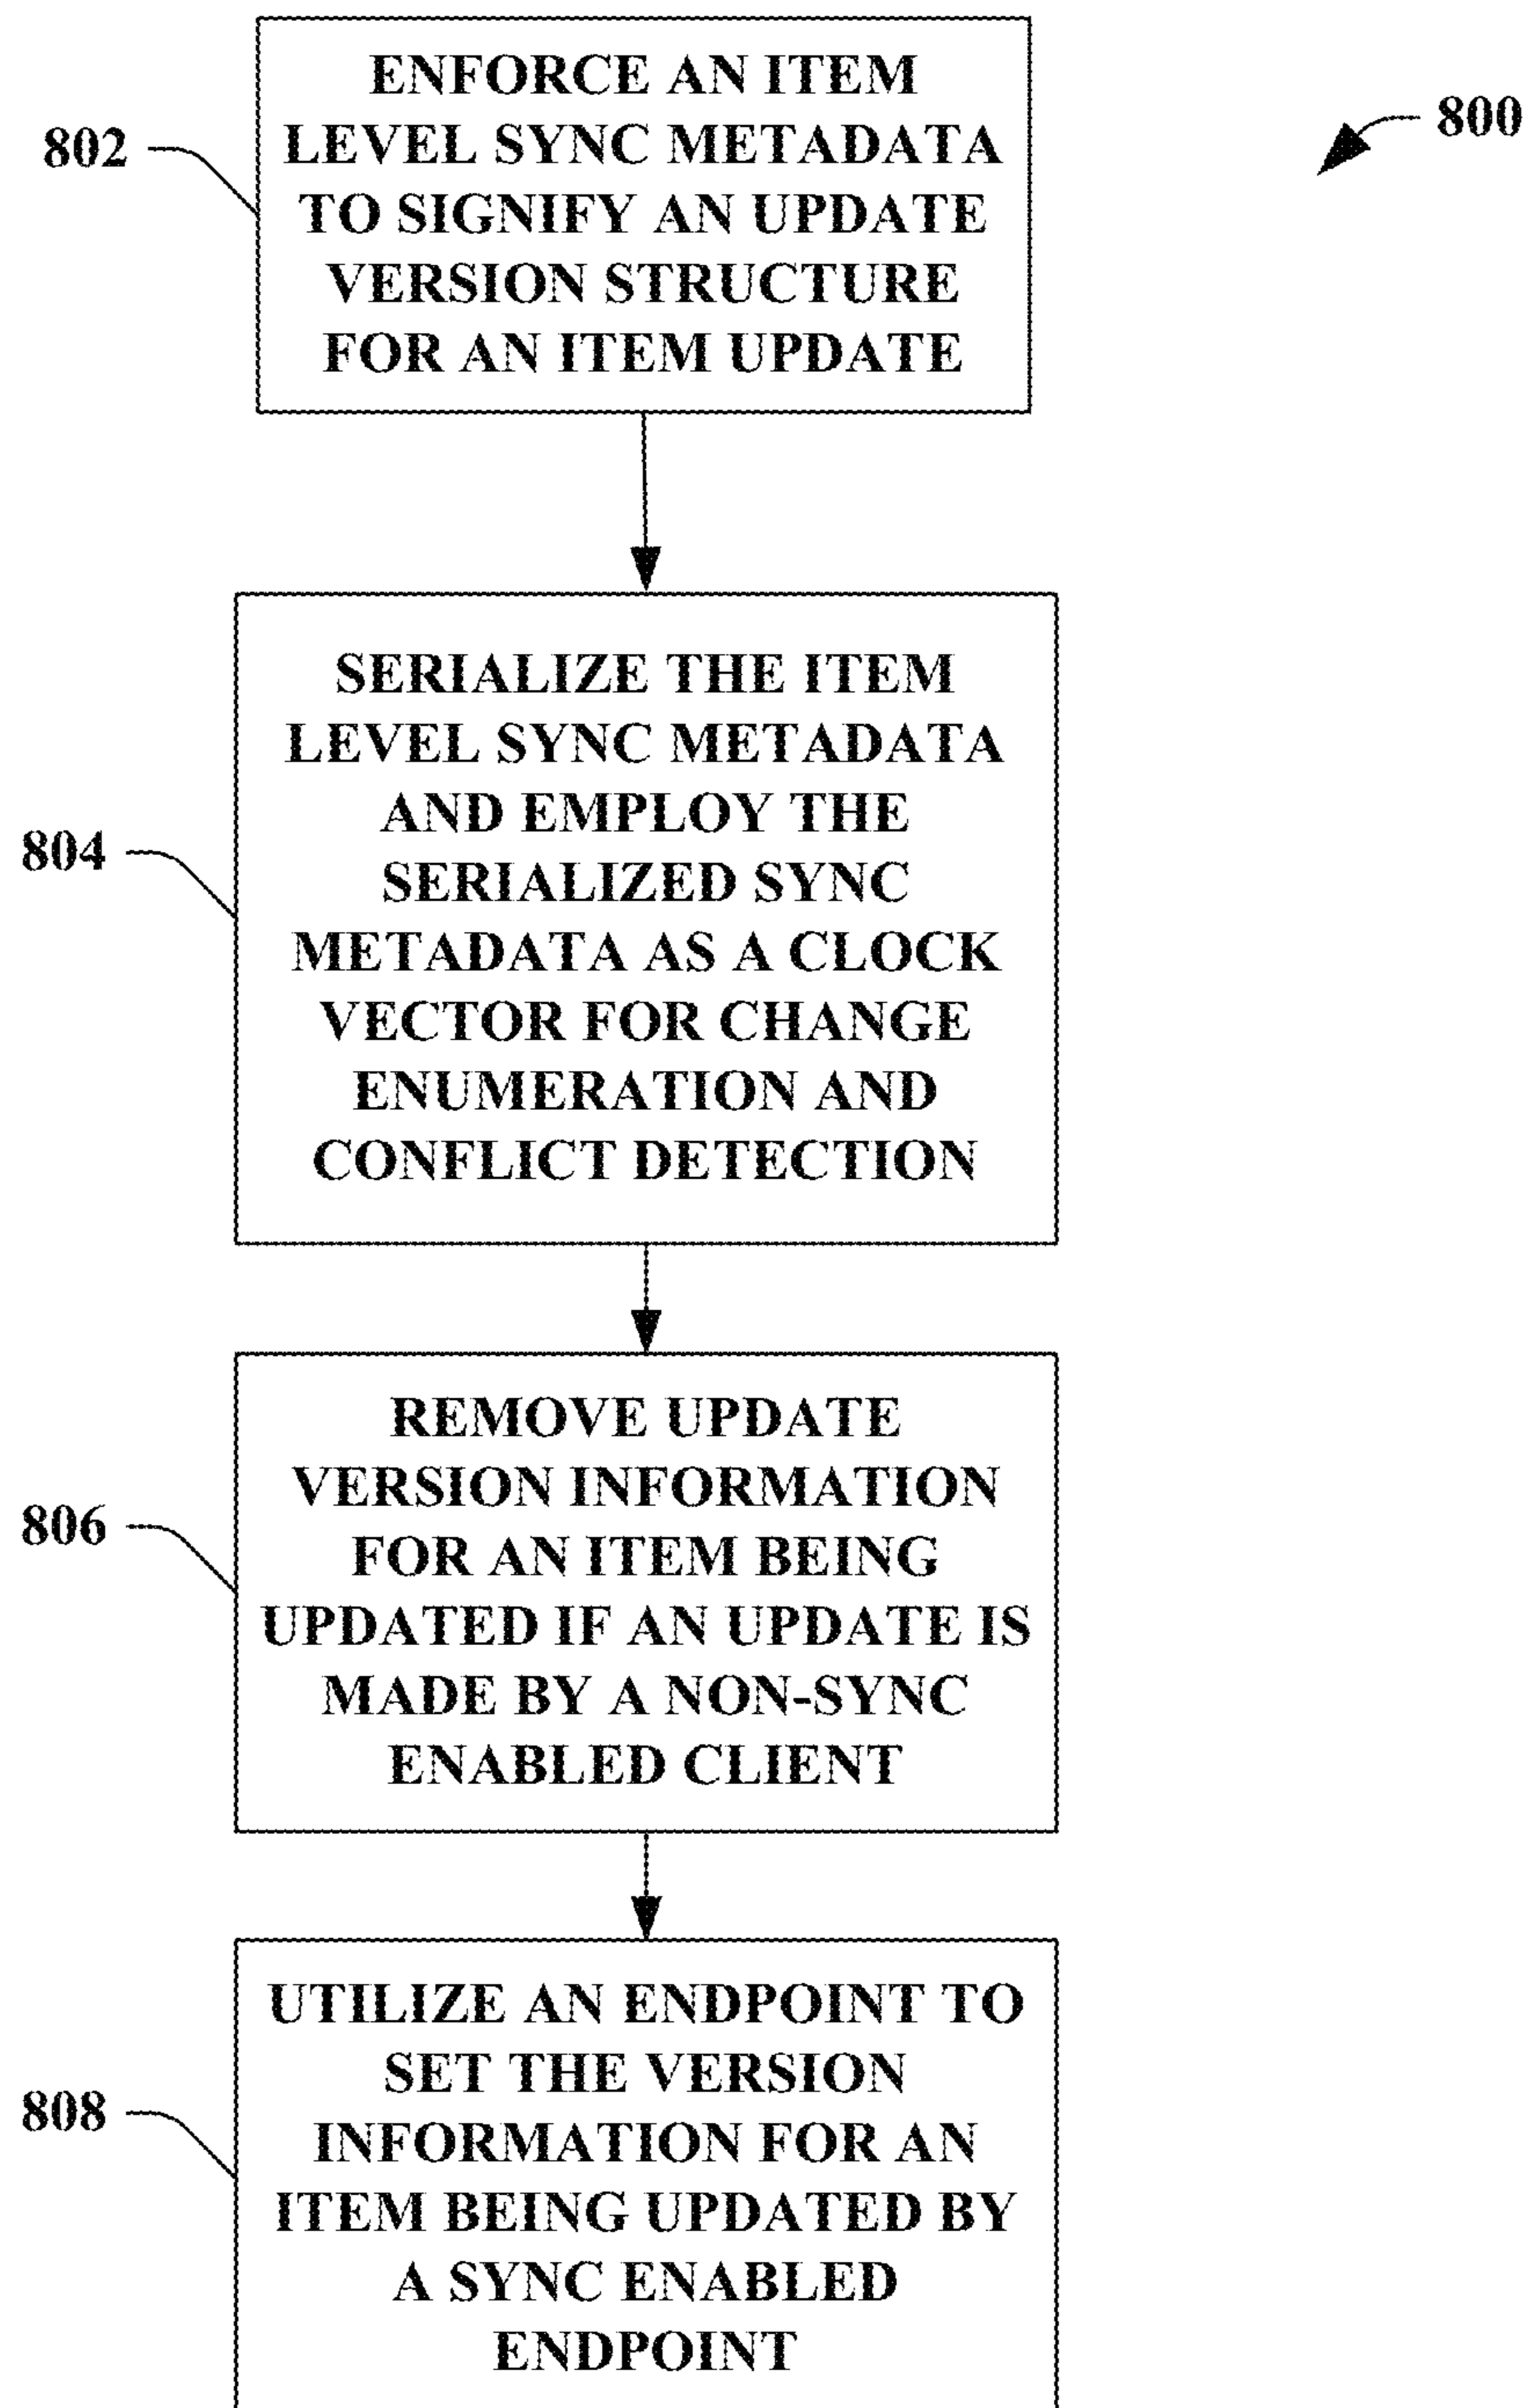 800
802
ENFORCE AN ITEM
LEVEL SYNC METADATA
TO SIGNIFY AN UPDATE
VERSION STRUCTURE
FOR AN ITEM UPDATE
804
SERIALIZE THE ITEM
LEVEL SYNC METADATA
AND EMPLOY THE
SERIALIZED SYNC
METADATA AS A CLOCK
VECTOR FOR CHANGE
ENUMERATION AND
CONFLICT DETECTION
806
REMOVE UPDATE
VERSION INFORMATION
FOR AN ITEM BEING
UPDATED IF AN UPDATE IS
MADE BY A NON-SYNC
ENABLED CLIENT
808
UTILIZE AN ENDPOINT TO
SET THE VERSION
INFORMATION FOR AN
ITEM BEING UPDATED BY
A SYNC ENABLED
ENDPOINT